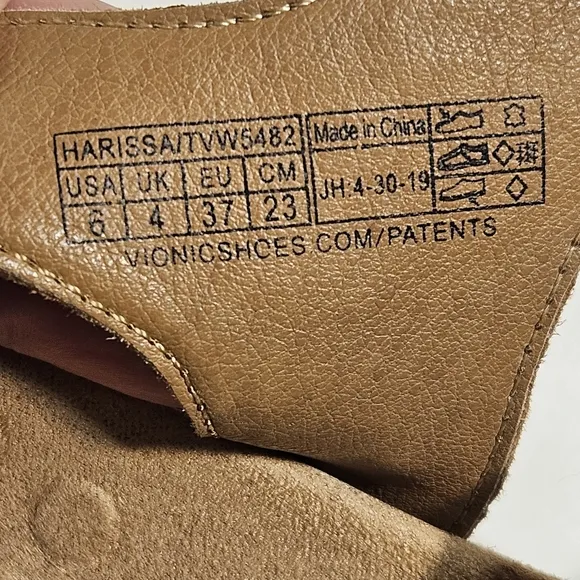 HARISSA/TVW5482
Made in China
USA UK EU CM
6 4 37 23
JH:4-30-19
VIONICSHOES COM/PATENTS